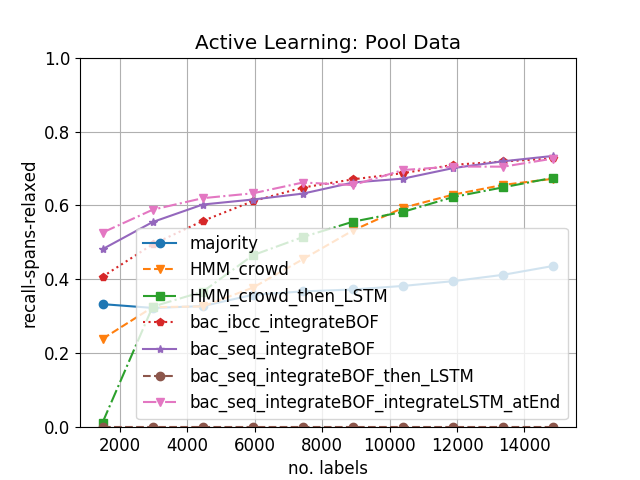 Active Learning: Pool Data
recall-spans-relaxed
1.0
0.8
0.6
0.4
0.2
0.0
majority
HMM_crowd
HMM_crowd_then_LSTM
bac_ibcc_integrateBOF
bac_seq_integrateBOF
bac_seq_integrateBOF_then_LSTM
bac_seq_integrateBOF_integrateLSTM_atEnd
2000 4000 6000 8000 10000 12000 14000
no. labels